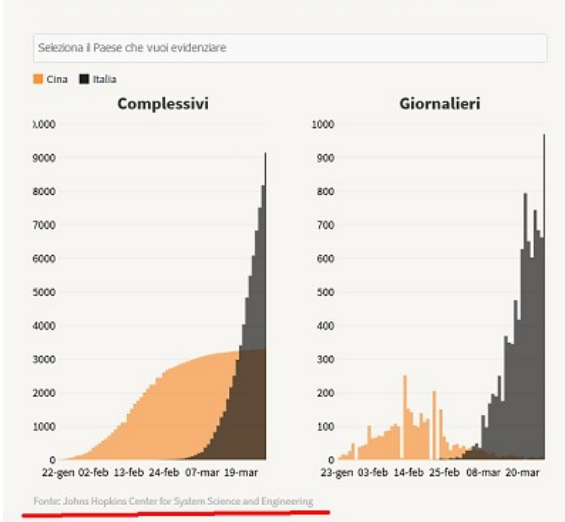 Seleziona il Paese che vuoi evidenziare
Cina Italia
Complessivi Giornalieri
1000
9000 900
8000 800
7000 700
6000 600
5000 500
4000 400
3000 300
2000 200
1000 100
0 0
22-gen 02-feb 13-feb 24-feb 07-mar 19-mar 23-gen 03-feb 14-feb 25-feb 08-mar 20-mar
Fonte: Johns Hopkins Center for System Science and Engineering